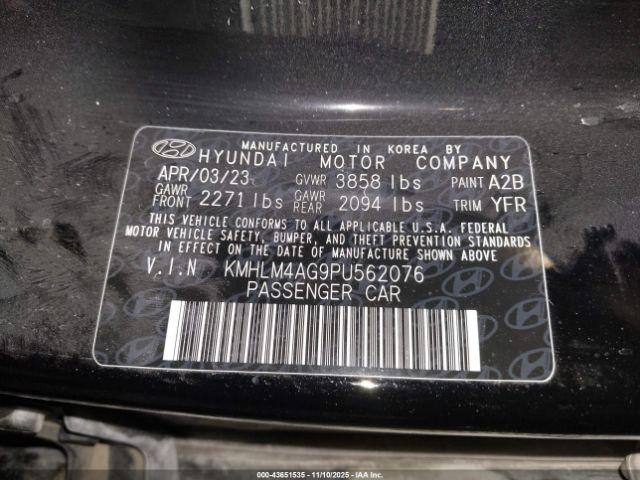 MANUFACTURED IN KOREA BY
HYUNDAI MOTOR COMPANY
APR/03/23 GVWR 3858 lbs PAINT A2B
GAWR FRONT 2271 lbs GAWR REAR 2094 lbs TRIM YFR
THIS VEHICLE CONFORMS TO ALL APPLICABLE U.S.A. FEDERAL
MOTOR VEHICLE SAFETY, BUMPER, AND THEFT PREVENTION STANDARDS
IN EFFECT ON THE DATE OF MANUFACTURE SHOWN ABOVE.
V.I.N KMHLM4AG9PU562076
PASSENGER CAR
000-43651535 11/10/2025 IAAI.COM